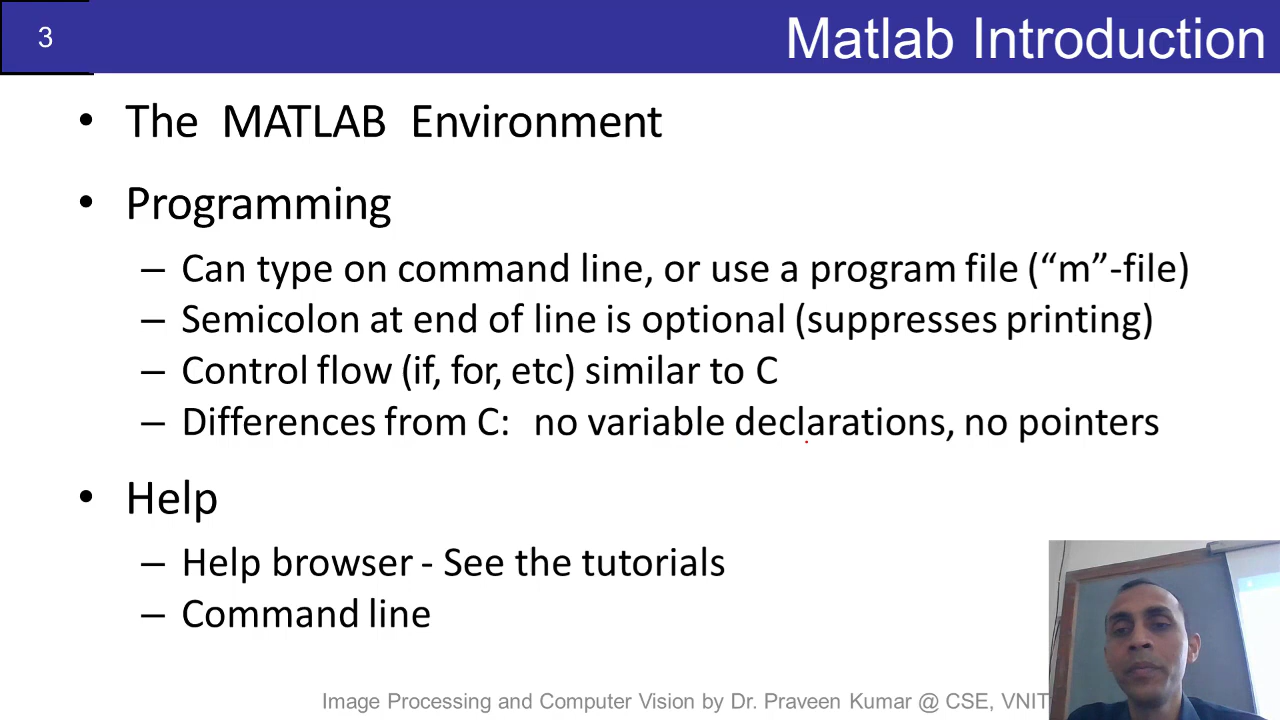 3
Matlab Introduction
• The MATLAB Environment
• Programming
– Can type on command line, or use a program file (“m”-file)
– Semicolon at end of line is optional (suppresses printing)
– Control flow (if, for, etc) similar to C
– Differences from C: no variable declarations, no pointers
• Help
– Help browser - See the tutorials
– Command line
Image Processing and Computer Vision by Dr. Praveen Kumar @ CSE, VNIT